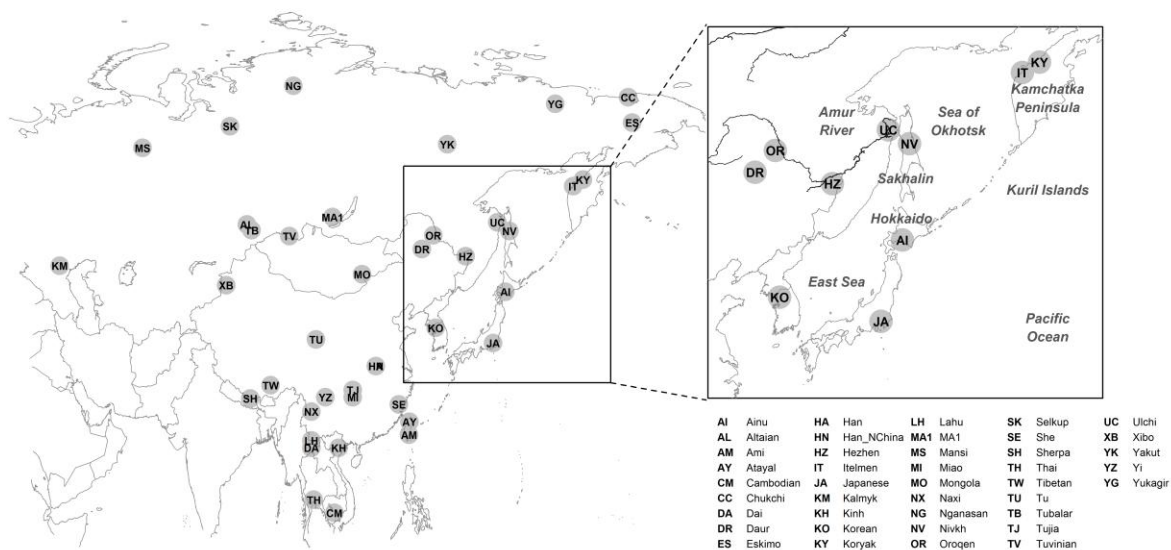 NG
SK
MS
YG
CC
ES
YK
IT KY
MA1
AL
TB
TV
UC
NV
OR
DR
HZ
KM
XB
MO
AI
KO
JA
TU
TW
SH
YZ
TJ
MI
NX
SE
AY
AM
LH
DA
KH
TH
CM
KY
IT
Kamchatka
Peninsula
Amur
River
Sea of
Okhotsk
UC
NV
OR
DR
HZ
Sakhalin
Kuril Islands
Hokkaido
AI
East Sea
KO
JA
Pacific
Ocean
AI Ainu HA Han LH Lahu SK Selkup UC Ulchi
AL Altaian HN Han_NChina MA1 MA1 SE She XB Xibo
AM Ami HZ Hezhen MS Mansi SH Sherpa YK Yakut
AY Atayal IT Itelmen MI Miao TH Thai YZ Yi
CM Cambodian JA Japanese MO Mongola TW Tibetan YG Yukagir
CC Chukchi KM Kalmyk NX Naxi TU Tu
DA Dai KH Kinh NG Nganasan TB Tubalar
DR Daur KO Korean NV Nivkh TJ Tujia
ES Eskimo KY Koryak OR Oroqen TV Tuvinian